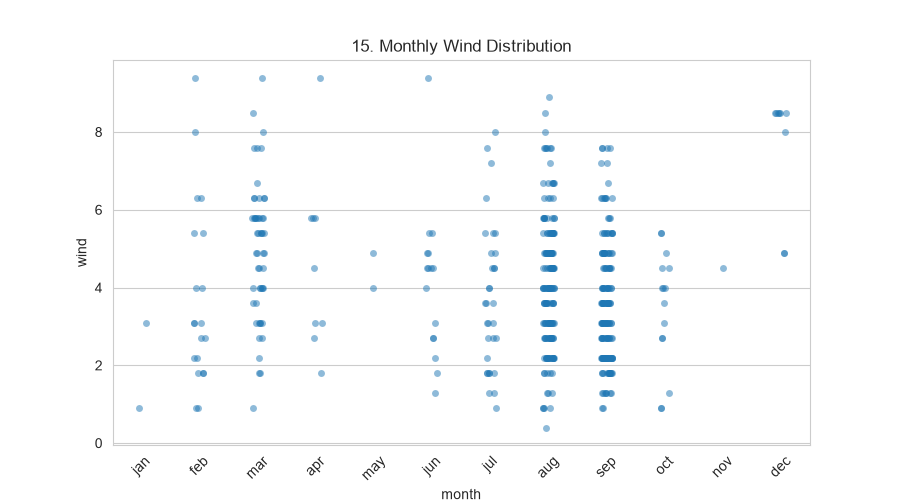 15. Monthly Wind Distribution
wind
8
6
4
2
0
jan feb mar apr may jun jul aug sep oct nov dec
month